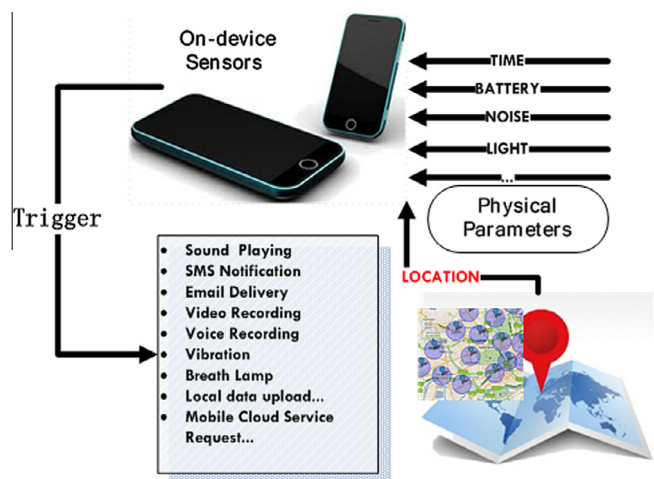 On-device
Sensors
TIME
BATTERY
NOISE
LIGHT
...
Physical
Parameters
Trigger
LOCATION
• Sound Playing
• SMS Notification
• Email Delivery
• Video Recording
• Voice Recording
• Vibration
• Breath Lamp
• Local data upload...
• Mobile Cloud Service
Request...